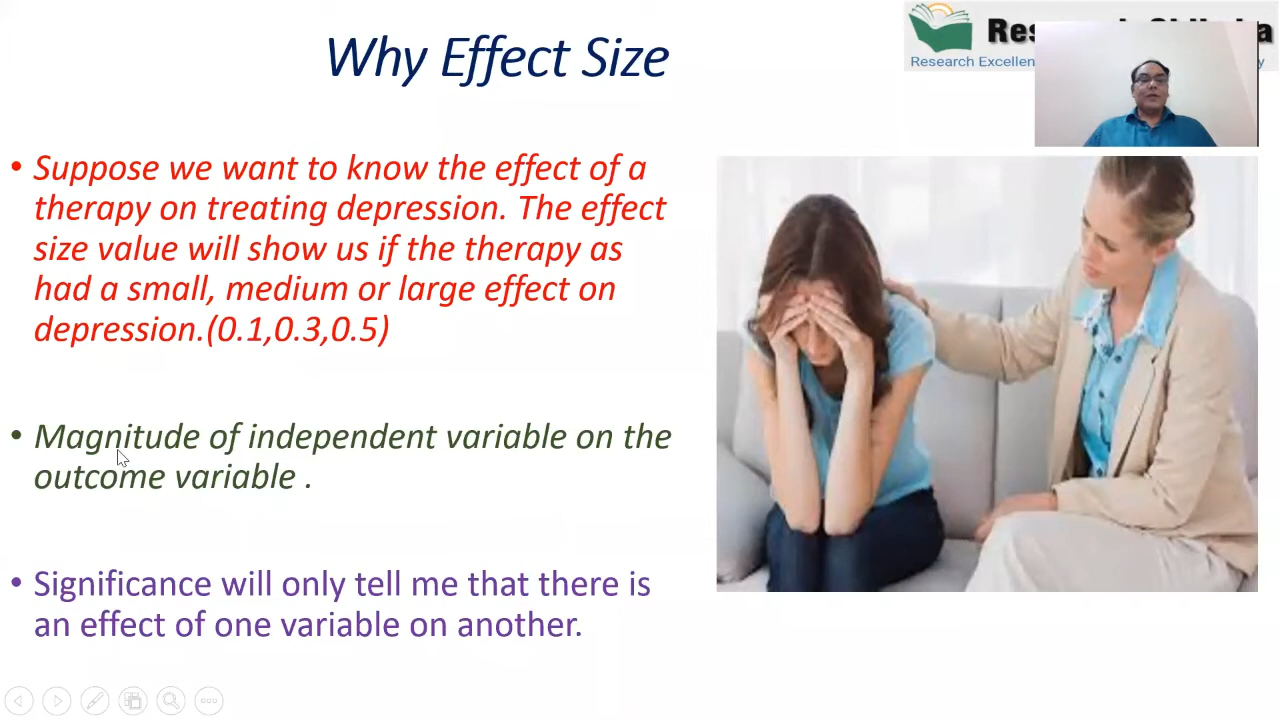 Why Effect Size
Research Excellen
• Suppose we want to know the effect of a
therapy on treating depression. The effect
size value will show us if the therapy as
had a small, medium or large effect on
depression.(0.1,0.3,0.5)
• Magnitude of independent variable on the
outcome variable .
• Significance will only tell me that there is
an effect of one variable on another.